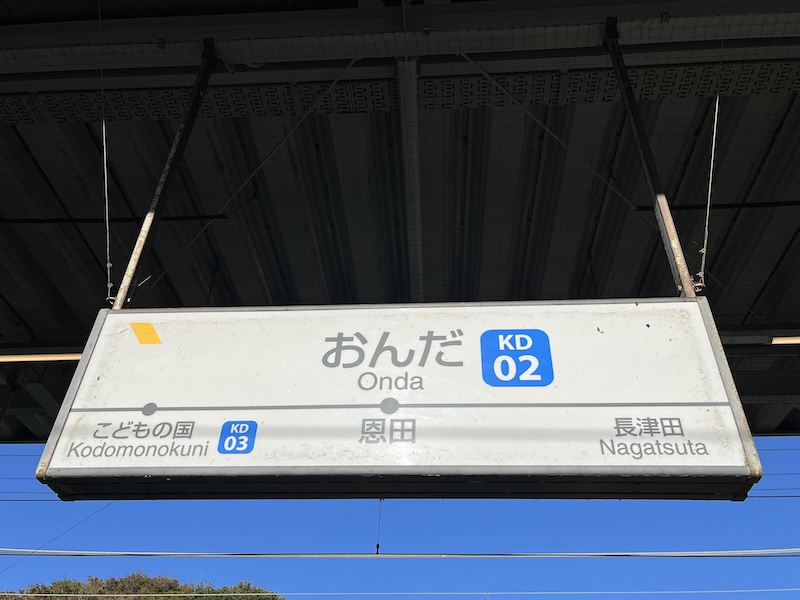 おんだ
Onda
KD
02
こどもの国
Kodomonokuni
KD
03
恩田
長津田
Nagatsuta